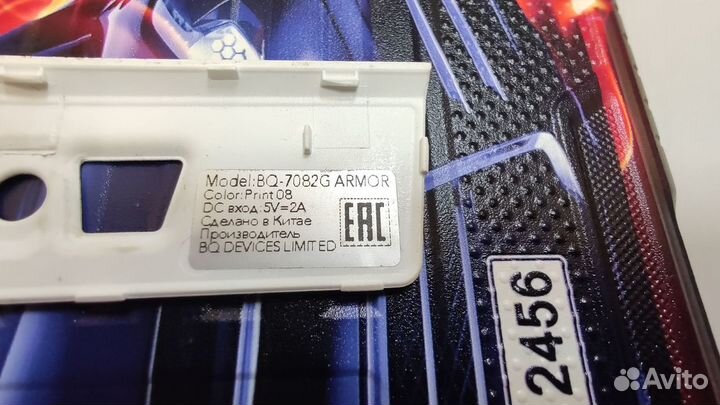 Model:BQ-7082G ARMOR
Color:Print 08
DC вход:5V=2A
Сделано в Китае
Производитель
BQ DEVICES LIMITED
EAC
2456
Avito